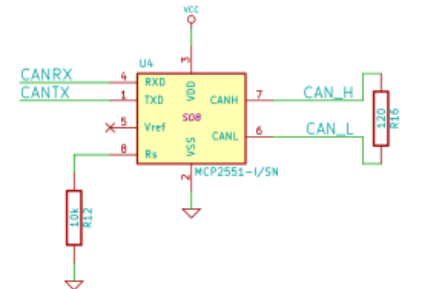 VCC
U4
3
CANRX
4
RXD
VDD
CANH
7
CAN_H
CANTX
1
TXD
SO8
5
Vref
CANL
6
CAN_L
120
R16
8
Rs
VSS
2
MCP2551-I/SN
10k
R12